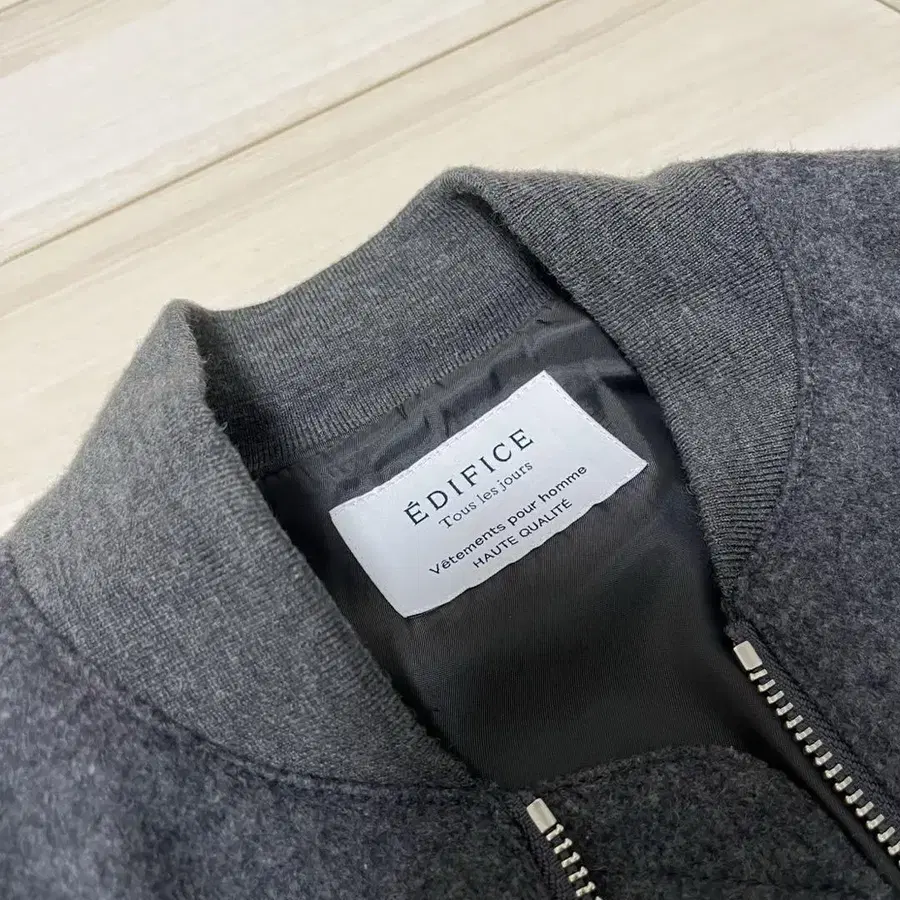 ÉDIFICE
Tous les jours
Vêtements pour homme
HAUTE QUALITÉ